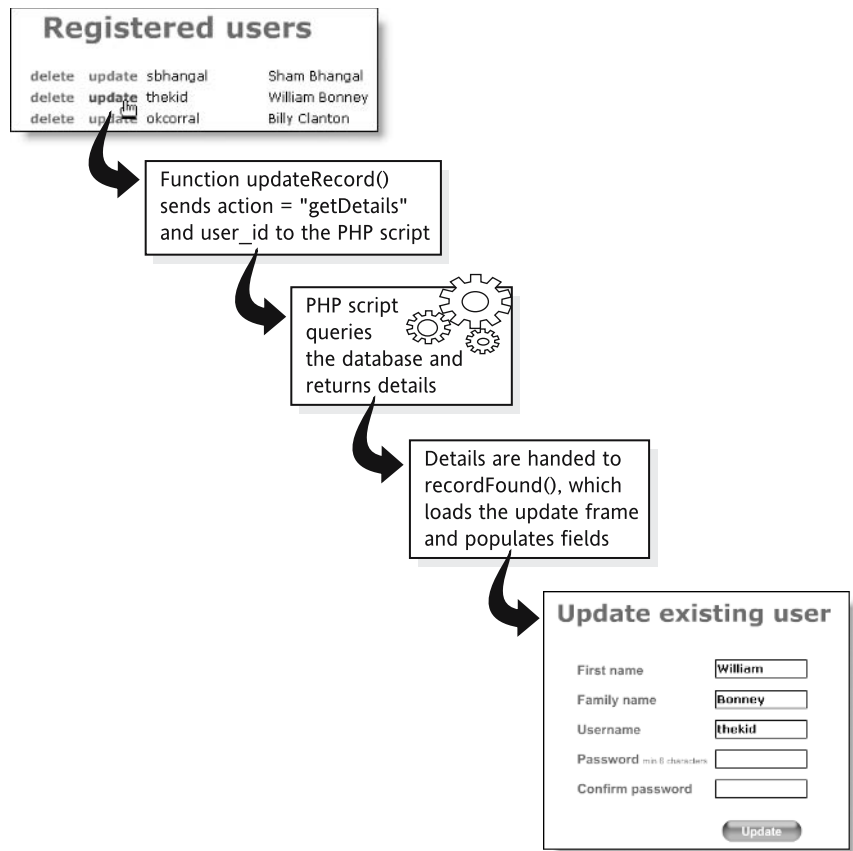 Registered users
delete update sbhangal Sham Bhangal
delete update thekid William Bonney
delete update okcorral Billy Clanton
Function updateRecord()
sends action = "getDetails"
and user_id to the PHP script
PHP script
queries
the database and
returns details
Details are handed to
recordFound(), which
loads the update frame
and populates fields
Update existing user
First name William
Family name Bonney
Username thekid
Password min 6 characters
Confirm password
Update